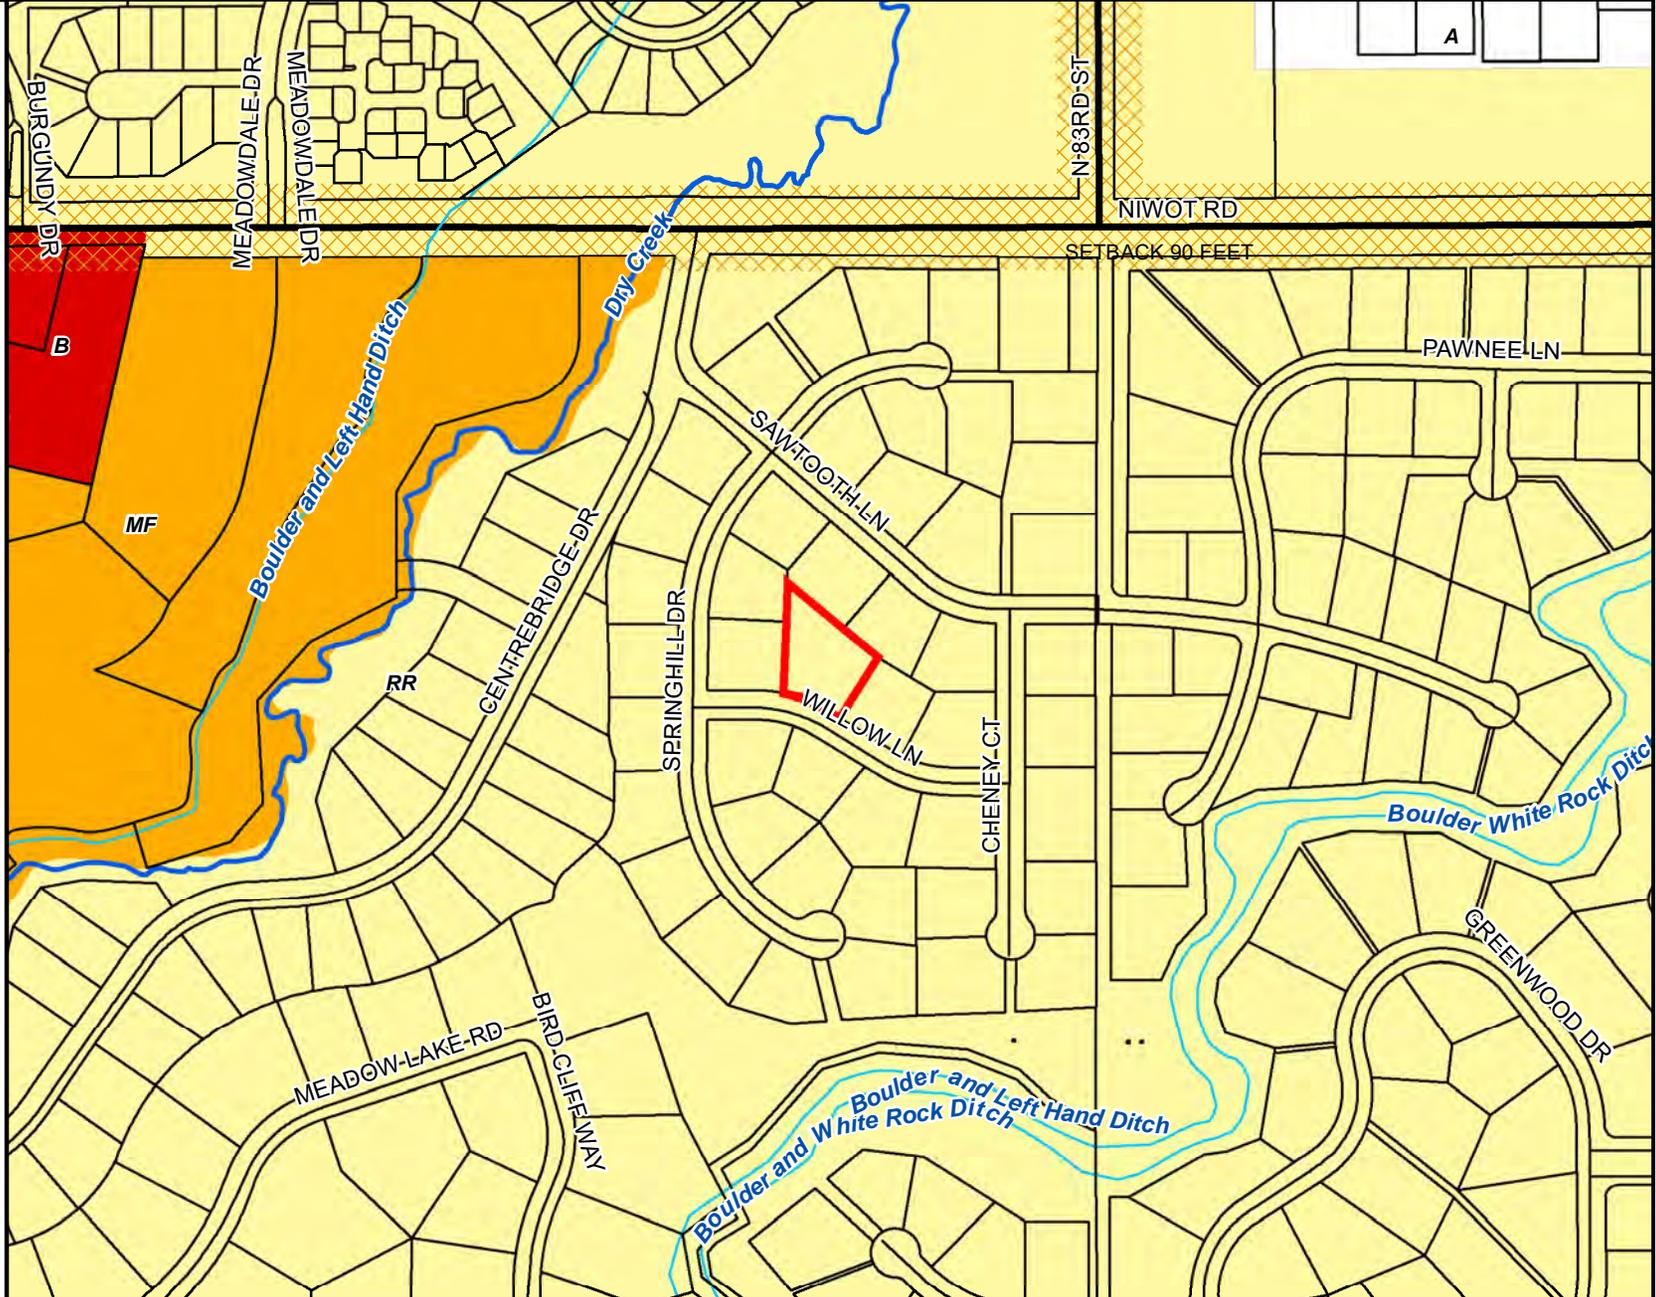 A
BURGUNDY DR
MEADOWDALE DR
MEADOWDALE DR
N 83RD ST
NIWOT RD
SETBACK 90 FEET
Dry Creek
B
Boulder and Left Hand Ditch
PAWNEE LN
SAWTOOTH LN
MF
CENTREBRIDGE DR
SPRINGHILL DR
RR
WILLOW LN
CHENEY CT
Boulder White Rock Ditch
GREENWOOD DR
BIRD CLIFF WAY
MEADOW LAKE RD
Boulder and Left Hand Ditch
Boulder and White Rock Ditch